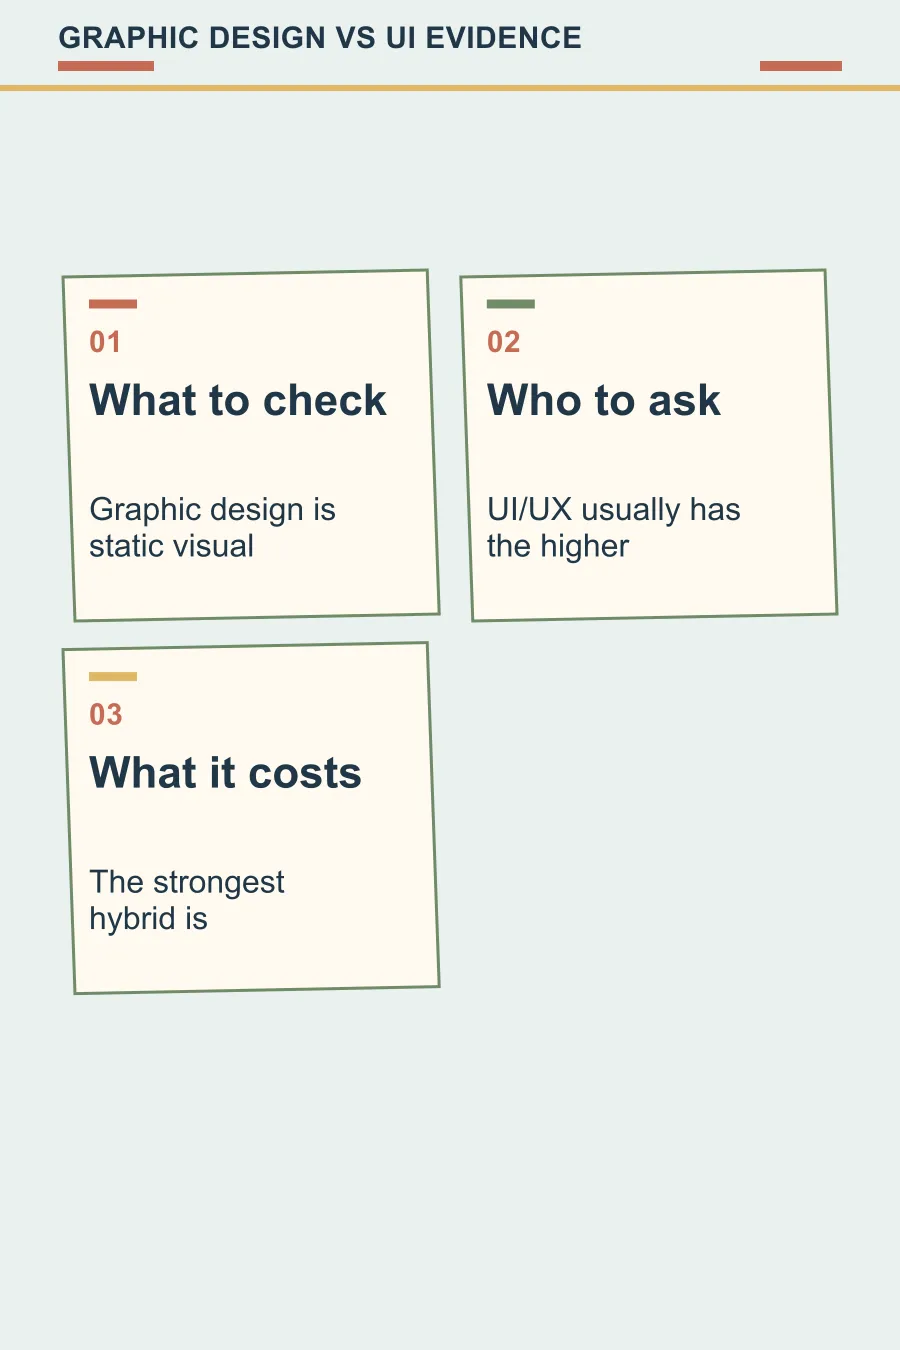 GRAPHIC DESIGN VS UI EVIDENCE
01
What to check
Graphic design is
static visual
02
Who to ask
UI/UX usually has
the higher
03
What it costs
The strongest
hybrid is